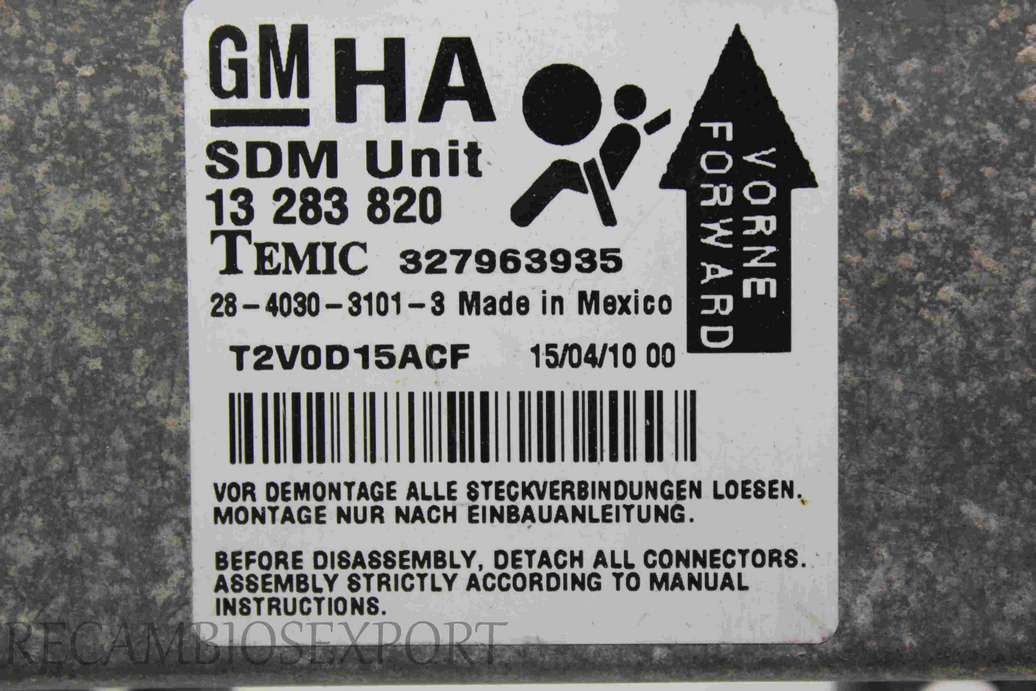 GM HA
SDM Unit
13 283 820
TEMIC 327963935
28-4030-3101-3 Made in Mexico
T2V0D15ACF 15/04/10 00
VORNE
FORWARD
VOR DEMONTAGE ALLE STECKVERBINDUNGEN LOESEN.
MONTAGE NUR NACH EINBAUANLEITUNG.
BEFORE DISASSEMBLY, DETACH ALL CONNECTORS.
ASSEMBLY STRICTLY ACCORDING TO MANUAL
INSTRUCTIONS.
RECAMBIOSEXPORT